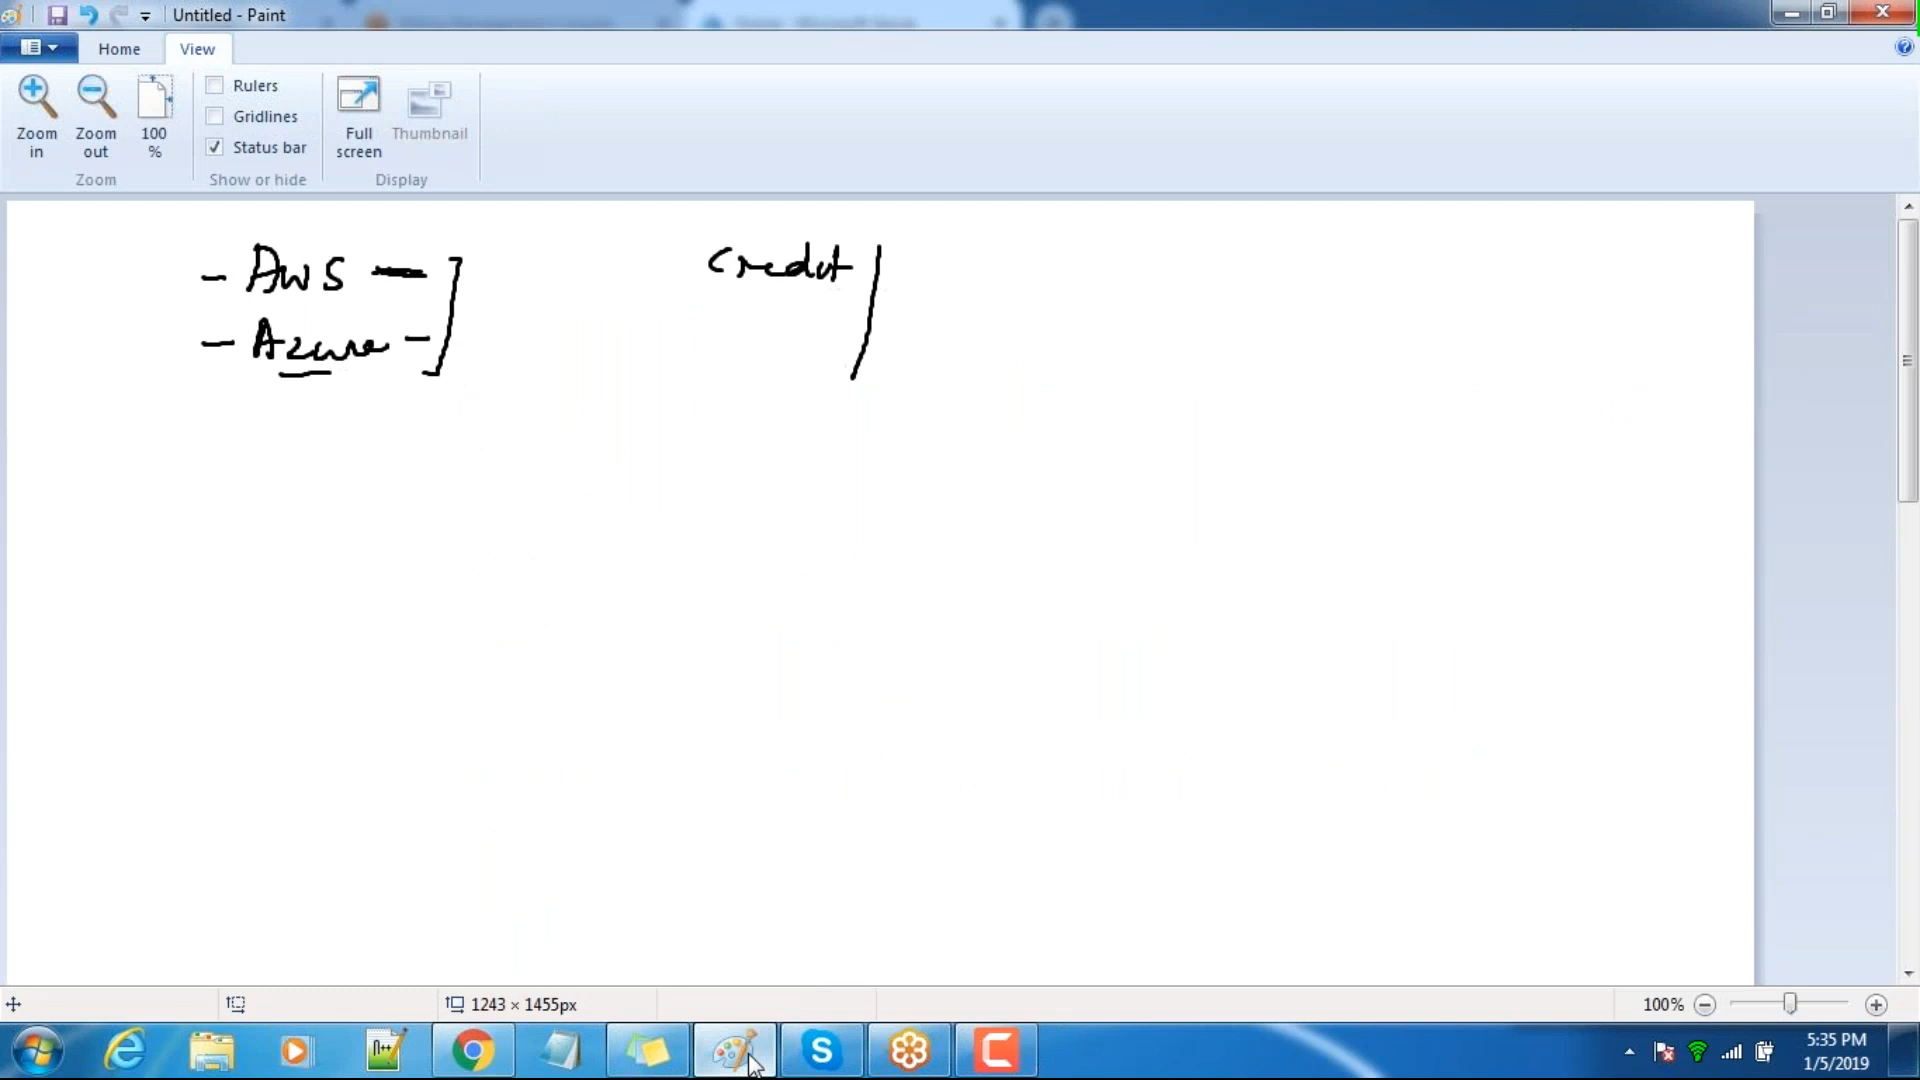 Untitled - Paint
Home View
Zoom in
Zoom out
100 %
Rulers
Gridlines
Status bar
Full screen
Thumbnail
Zoom
Show or hide
Display
- AWS -
- Azure -
Credit /
1243 × 1455px
100%
5:35 PM
1/5/2019